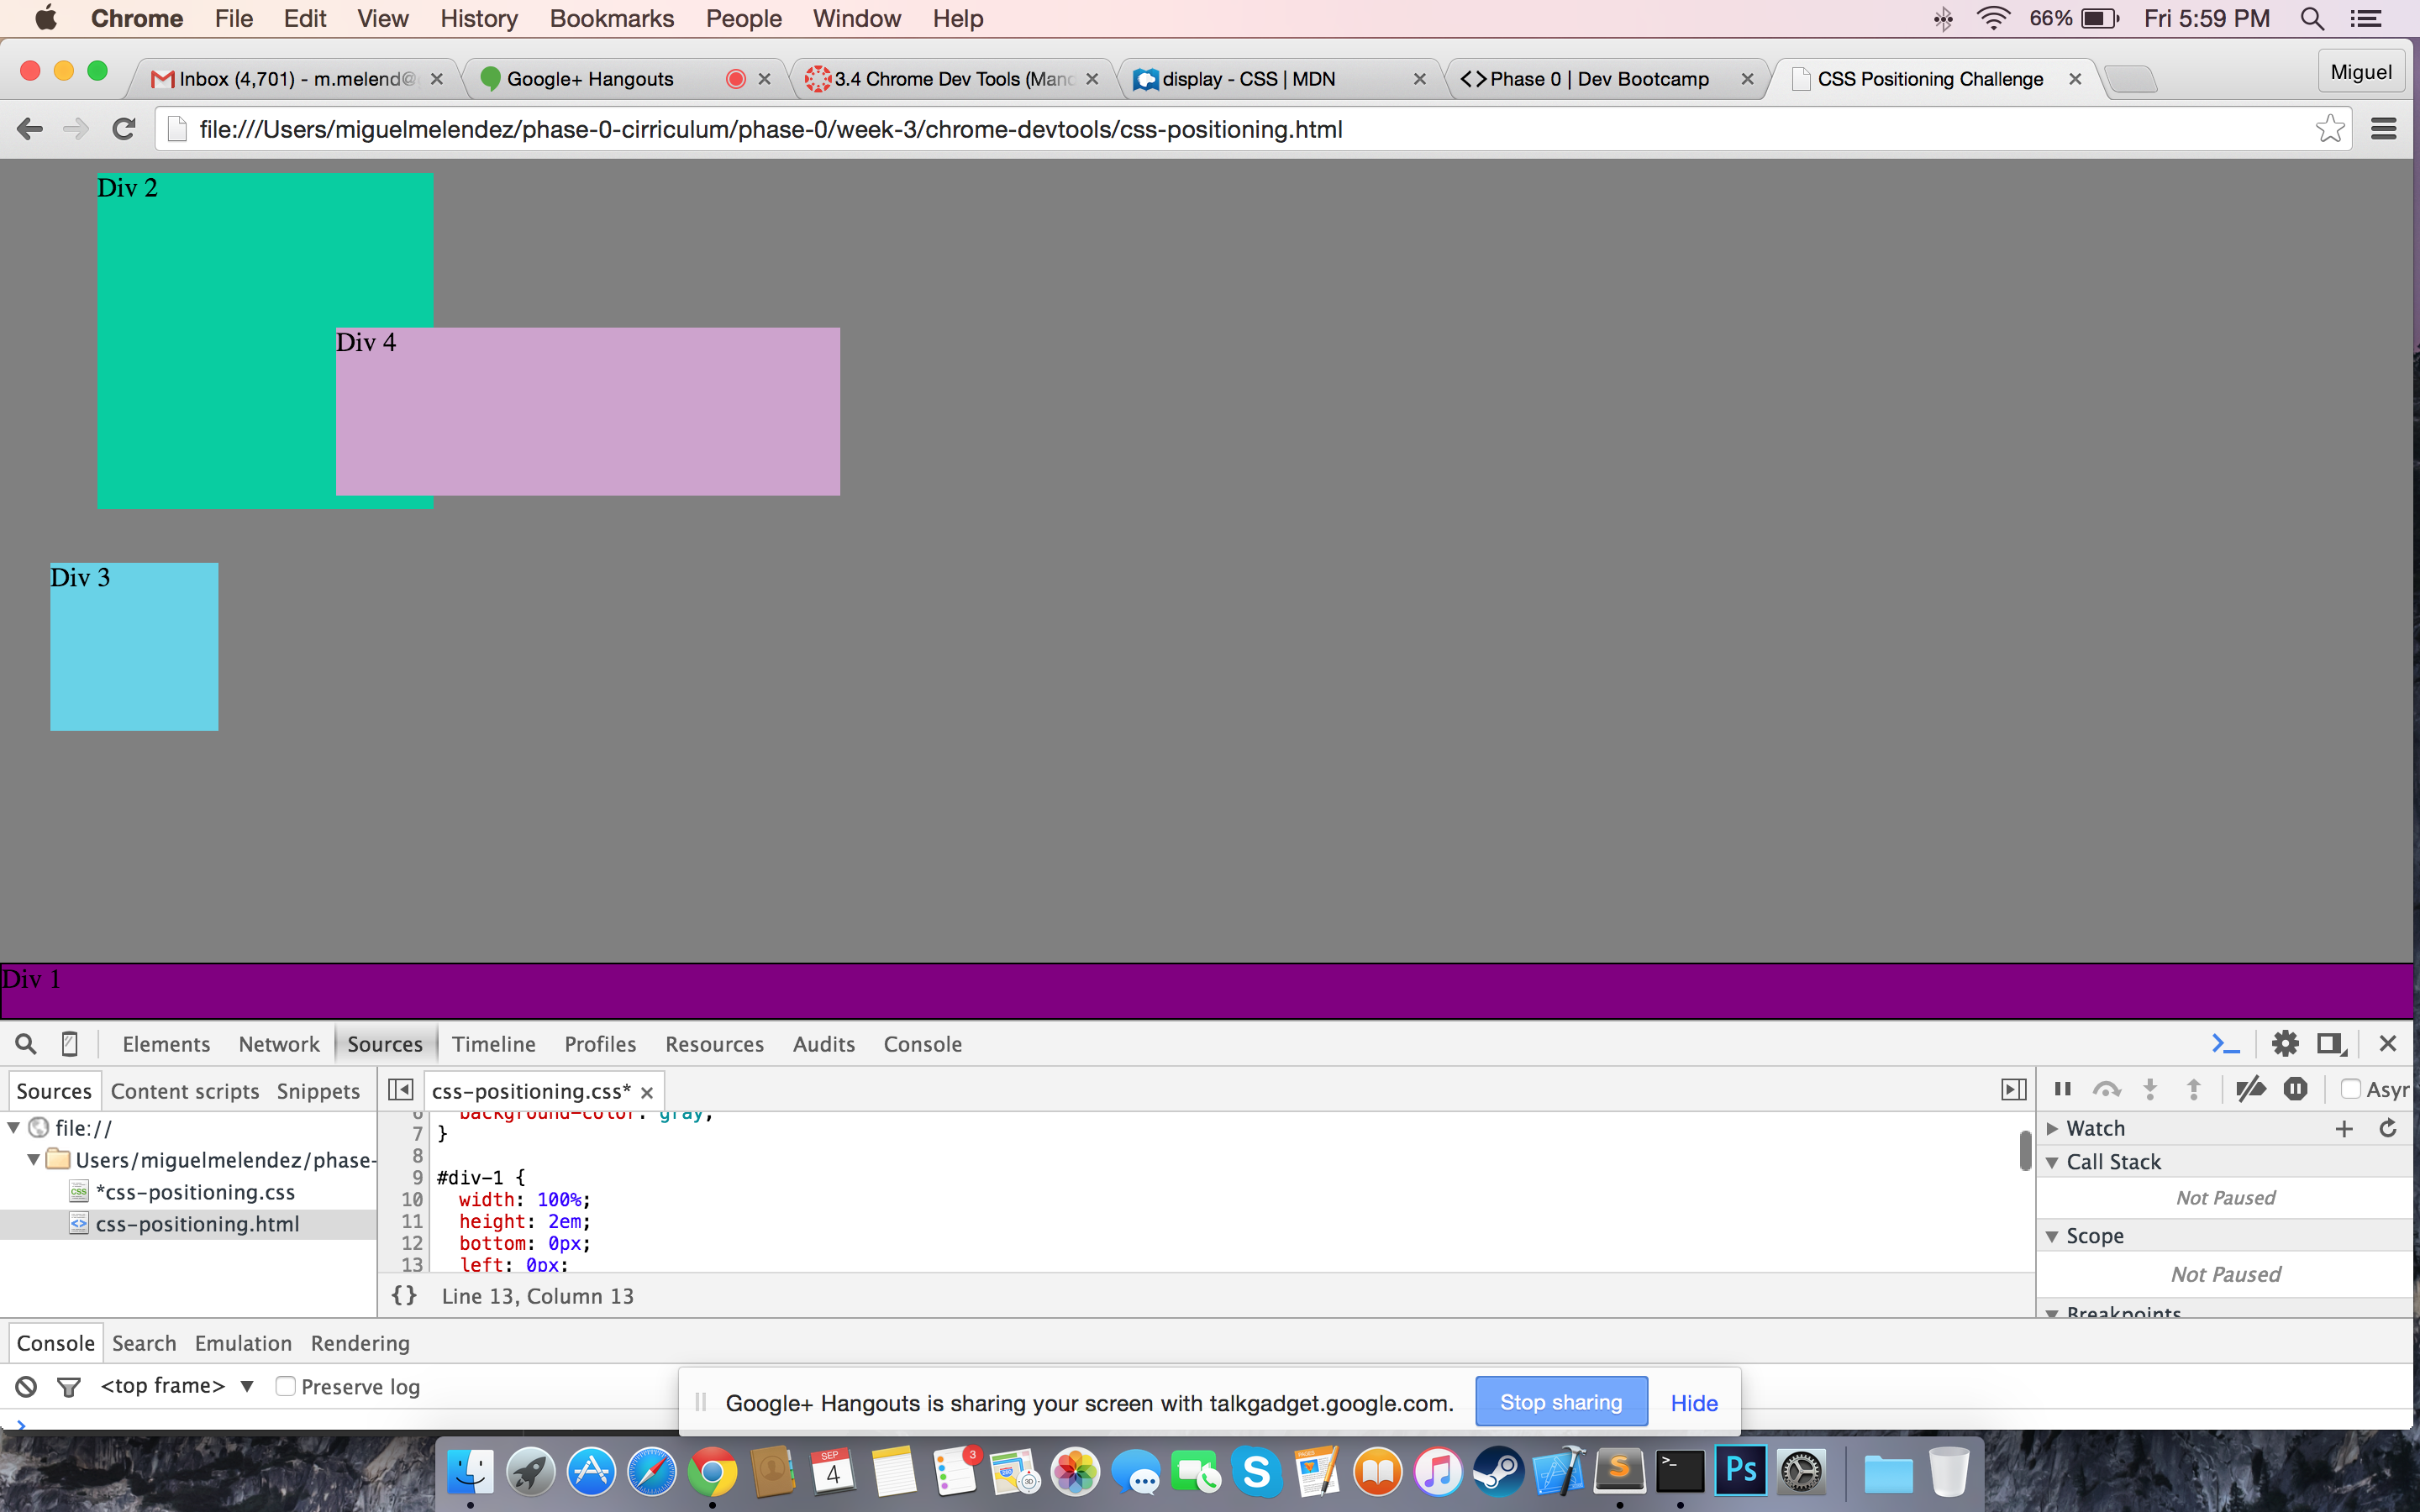 Chrome File Edit View History Bookmarks People Window Help 66% Fri 5:59 PM
Inbox (4,701) - m.melend@ Google+ Hangouts 3.4 Chrome Dev Tools (Mand display - CSS | MDN <> Phase 0 | Dev Bootcamp CSS Positioning Challenge Miguel
file:///Users/miguelmelendez/phase-0-cirriculum/phase-0/week-3/chrome-devtools/css-positioning.html
Div 2
Div 4
Div 3
Div 1
Elements Network Sources Timeline Profiles Resources Audits Console
Sources Content scripts Snippets css-positioning.css* Asyn
file://
Users/miguelmelendez/phase-
*css-positioning.css
css-positioning.html
6 background-color: gray;
7 }
8
9 #div-1 {
10 width: 100%;
11 height: 2em;
12 bottom: 0px;
13 left: 0px;
{} Line 13, Column 13
Watch
Call Stack
Not Paused
Scope
Not Paused
Breakpoints
Console Search Emulation Rendering
<top frame> Preserve log
Google+ Hangouts is sharing your screen with talkgadget.google.com. Stop sharing Hide
SEP
4
3
PAGES
S
S
>_
Ps